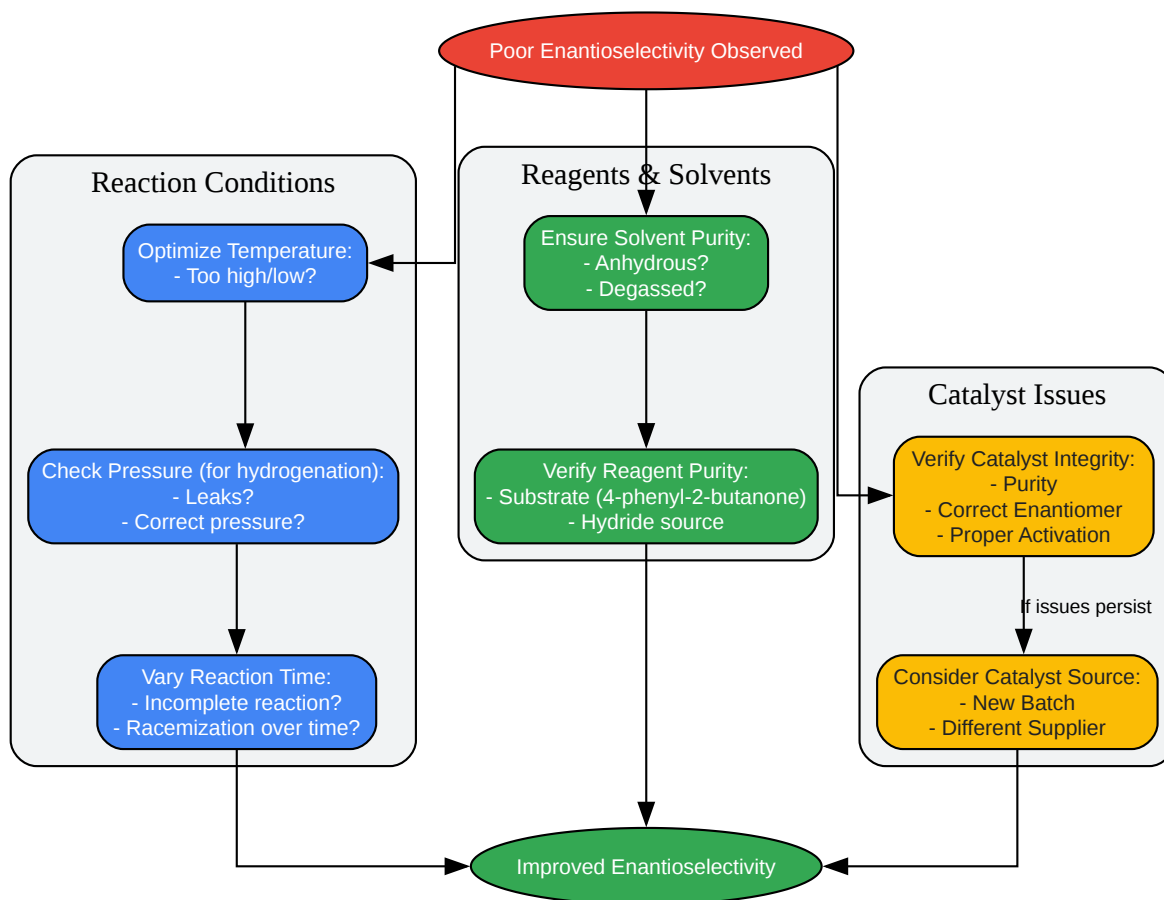 Poor Enantioselectivity Observed
Reaction Conditions
Optimize Temperature:
- Too high/low?
Check Pressure (for hydrogenation):
- Leaks?
- Correct pressure?
Vary Reaction Time:
- Incomplete reaction?
- Racemization over time?
Reagents & Solvents
Ensure Solvent Purity:
- Anhydrous?
- Degassed?
Verify Reagent Purity:
- Substrate (4-phenyl-2-butanone)
- Hydride source
Catalyst Issues
Verify Catalyst Integrity:
- Purity
- Correct Enantiomer
- Proper Activation
If issues persist
Consider Catalyst Source:
- New Batch
- Different Supplier
Improved Enantioselectivity